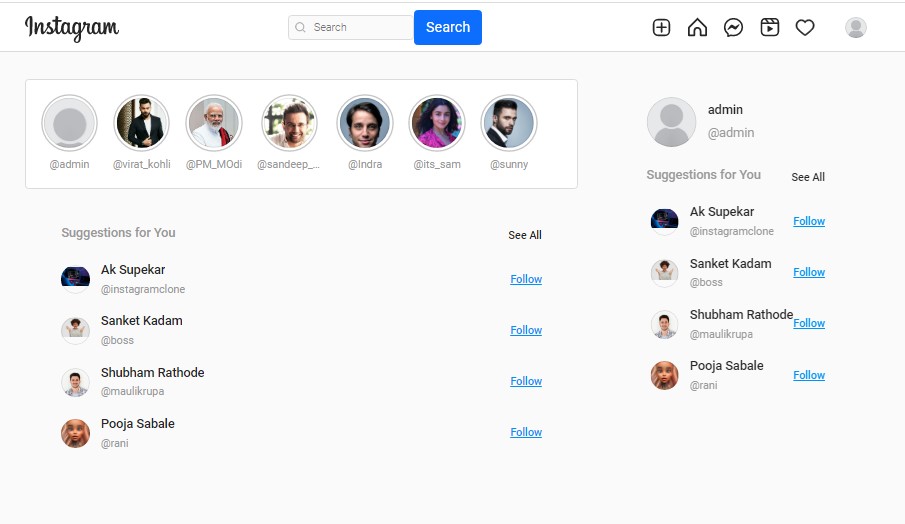 Instagram
Search
Search
@admin
@virat_kohli
@PM_MOdi
@sandeep_...
@Indra
@its_sam
@sunny
Suggestions for You
See All
Ak Supekar
@instagramclone
Follow
Sanket Kadam
@boss
Follow
Shubham Rathode
@maulikrupa
Follow
Pooja Sabale
@rani
Follow
admin
@admin
Suggestions for You
See All
Ak Supekar
@instagramclone
Follow
Sanket Kadam
@boss
Follow
Shubham Rathode
@maulikrupa
Follow
Pooja Sabale
@rani
Follow